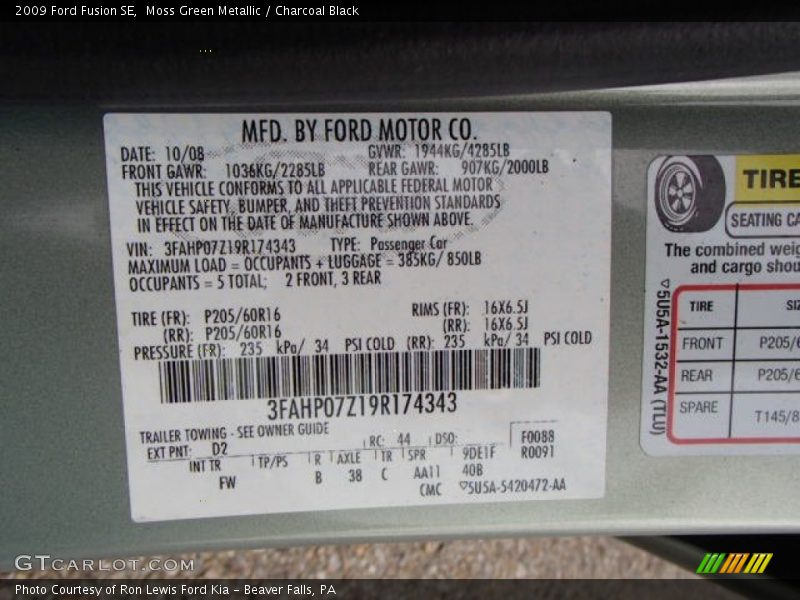 2009 Ford Fusion SE, Moss Green Metallic / Charcoal Black
MFD. BY FORD MOTOR CO.
DATE: 10/08 GVWR: 1944KG/4285LB
FRONT GAWR: 1036KG/2285LB REAR GAWR: 907KG/2000LB
THIS VEHICLE CONFORMS TO ALL APPLICABLE FEDERAL MOTOR
VEHICLE SAFETY, BUMPER, AND THEFT PREVENTION STANDARDS
IN EFFECT ON THE DATE OF MANUFACTURE SHOWN ABOVE.
VIN: 3FAHP07Z19R174343 TYPE: Passenger Car
MAXIMUM LOAD = OCCUPANTS + LUGGAGE = 385KG/ 850LB
OCCUPANTS = 5 TOTAL; 2 FRONT, 3 REAR
TIRE (FR): P205/60R16 RIMS (FR): 16X6.5J
(RR): P205/60R16 (RR): 16X6.5J
PRESSURE (FR): 235 kPa/ 34 PSI COLD (RR): 235 kPa/ 34 PSI COLD
3FAHP07Z19R174343
TRAILER TOWING - SEE OWNER GUIDE
EXT PNT: D2 RC: 44 DSO: F0088
R0091
INT TR TP/PS R AXLE TR SPR 9DE1F
FW B 38 C AA11 40B
CMC 5U5A-5420472-AA
TIRE
SEATING
The combined
and cargo
5U5A-1532-AA (TLU)
TIRE
FRONT P205/6
REAR P205/6
SPARE T145/8
GTCARLOT.COM
Photo Courtesy of Ron Lewis Ford Kia - Beaver Falls, PA